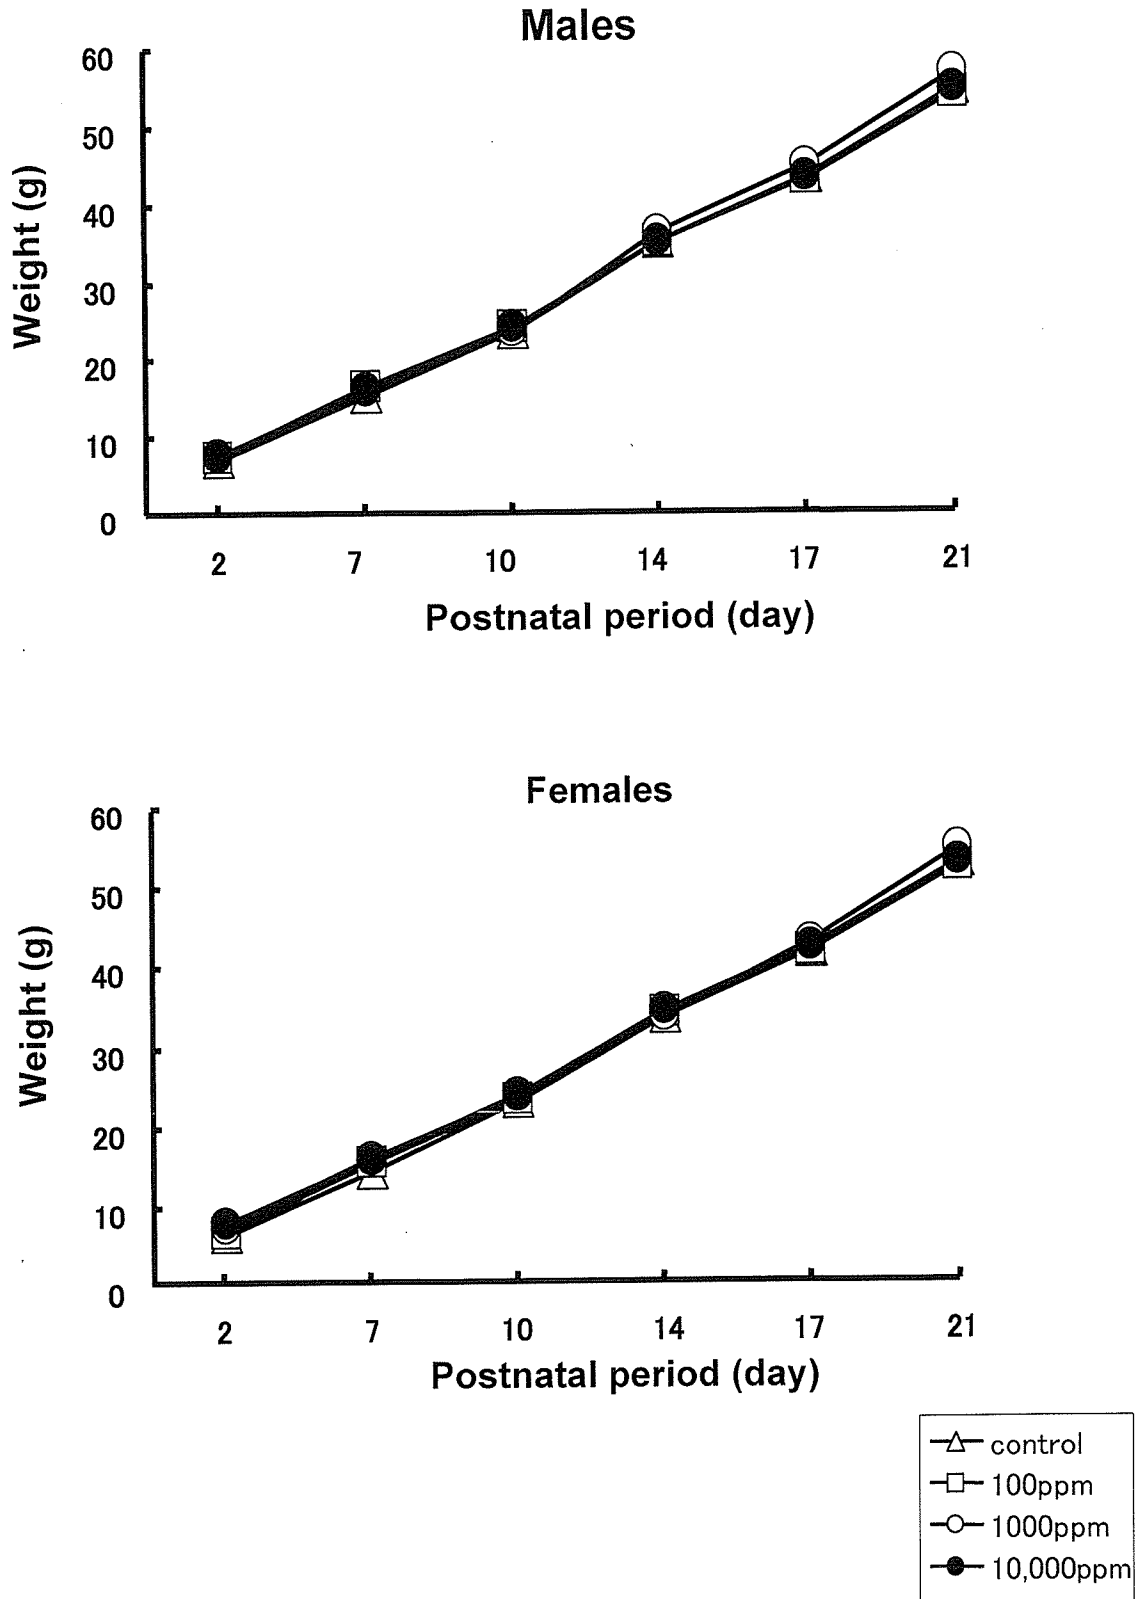 Males
60
50
40
30
20
10
0
Weight (g)
2 7 10 14 17 21
Postnatal period (day)
Females
60
50
40
30
20
10
0
Weight (g)
2 7 10 14 17 21
Postnatal period (day)
control
100ppm
1000ppm
10,000ppm